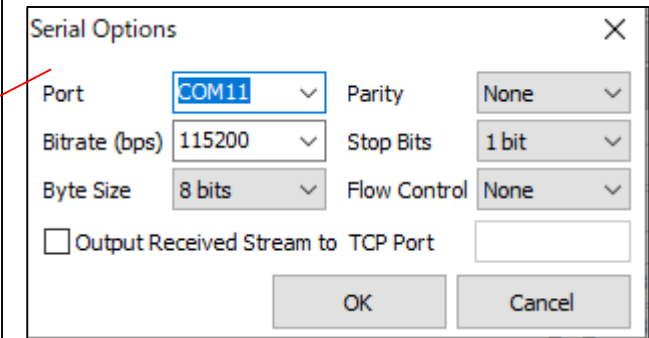 Serial Options
Port COM11 Parity None
Bitrate (bps) 115200 Stop Bits 1 bit
Byte Size 8 bits Flow Control None
Output Received Stream to TCP Port
OK Cancel